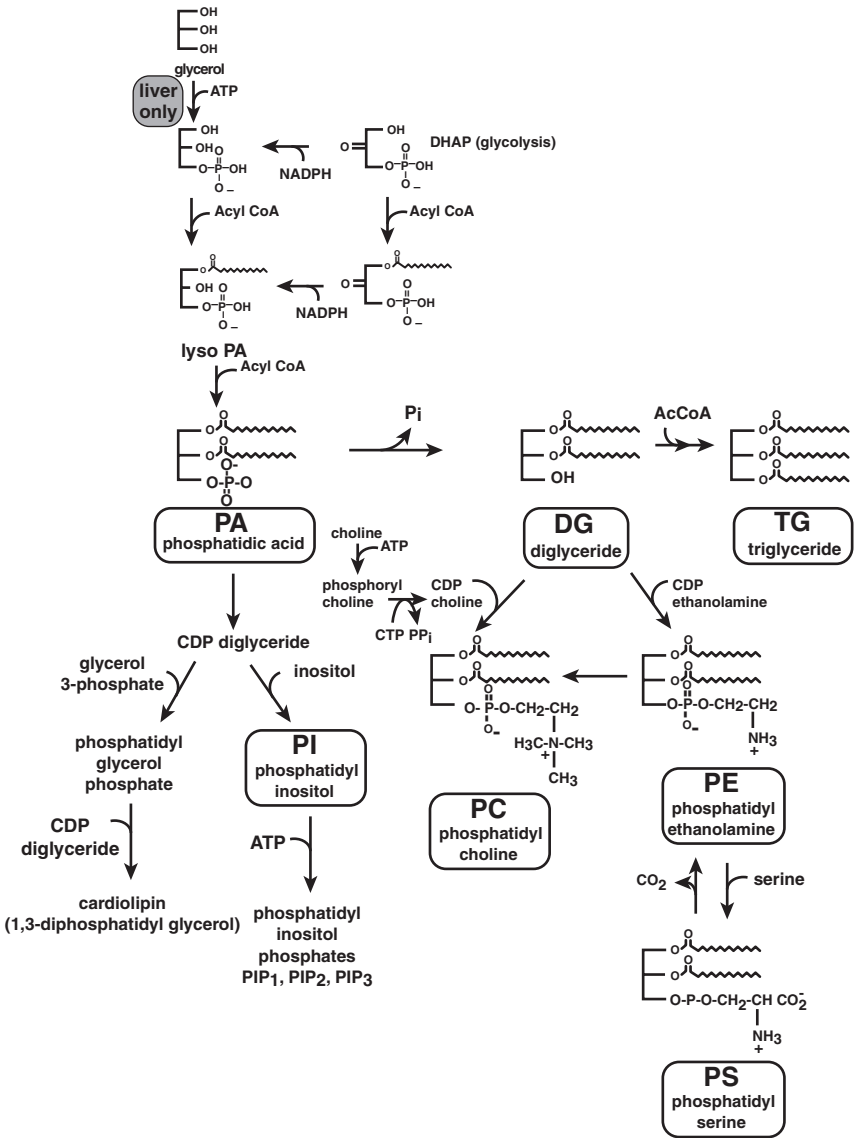 OH
OH
OH
glycerol
liver
only
ATP
OH
OH
O
O-P-OH
O
–
NADPH
OH
O
O
O-P-OH
O
–
DHAP (glycolysis)
Acyl CoA
Acyl CoA
O
O
OH
O
O-P-OH
O
–
NADPH
O
O
O
O
O-P-OH
O
–
lyso PA
Acyl CoA
O
O
O
O
O-
O-P-O
O
Pi
O
O
O
O
OH
AcCoA
O
O
O
O
O
O
PA
phosphatidic acid
DG
diglyceride
TG
triglyceride
choline
ATP
phosphoryl
choline
CTP PPi
CDP
choline
CDP
ethanolamine
CDP diglyceride
glycerol
3-phosphate
inositol
O
O
O
O
O
O-P-O-CH2-CH2
O-
H3C-N-CH3
+
CH3
O
O
O
O
O
O-P-O-CH2-CH2
O-
NH3
+
phosphatidyl
glycerol
phosphate
PI
phosphatidyl
inositol
PC
phosphatidyl
choline
PE
phosphatidyl
ethanolamine
CDP
diglyceride
ATP
CO2
serine
cardiolipin
(1,3-diphosphatidyl glycerol)
phosphatidyl
inositol
phosphates
PIP1, PIP2, PIP3
O
O
O
O
O-P-O-CH2-CH CO2-
NH3
+
PS
phosphatidyl
serine